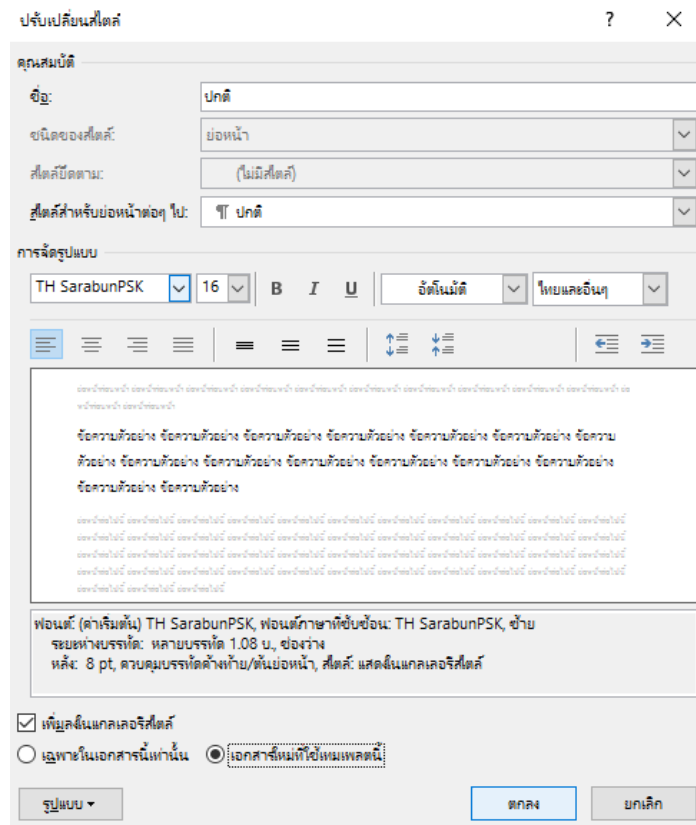 ปรับเปลี่ยนสไตล์ ?
คุณสมบัติ
ชื่อ: ปกติ
ชนิดของสไตล์: ย่อหน้า
สไตล์ยึดตาม: (ไม่มีสไตล์)
สไตล์สำหรับย่อหน้าต่อๆ ไป: ¶ ปกติ
การจัดรูปแบบ
TH SarabunPSK 16 B I U อัตโนมัติ ไทยและอื่นๆ
ข้อความตัวอย่าง ข้อความตัวอย่าง ข้อความตัวอย่าง ข้อความตัวอย่าง ข้อความตัวอย่าง ข้อความตัวอย่าง ข้อความ
ตัวอย่าง ข้อความตัวอย่าง ข้อความตัวอย่าง ข้อความตัวอย่าง ข้อความตัวอย่าง ข้อความตัวอย่าง ข้อความตัวอย่าง
ข้อความตัวอย่าง ข้อความตัวอย่าง
ฟอนต์: (ค่าเริ่มต้น) TH SarabunPSK, ฟอนต์ภาษาที่ซับซ้อน: TH SarabunPSK, ซ้าย
ระยะห่างบรรทัด: หลายบรรทัด 1.08 บ., ช่องว่าง
หลัง: 8 pt, ควบคุมบรรทัดค้างท้าย/ต้นย่อหน้า, สไตล์: แสดงในแกลเลอรีสไตล์
เพิ่มลงในแกลเลอรีสไตล์
เฉพาะในเอกสารนี้เท่านั้น เอกสารใหม่ที่ใช้เทมเพลตนี้
รูปแบบ ตกลง ยกเลิก